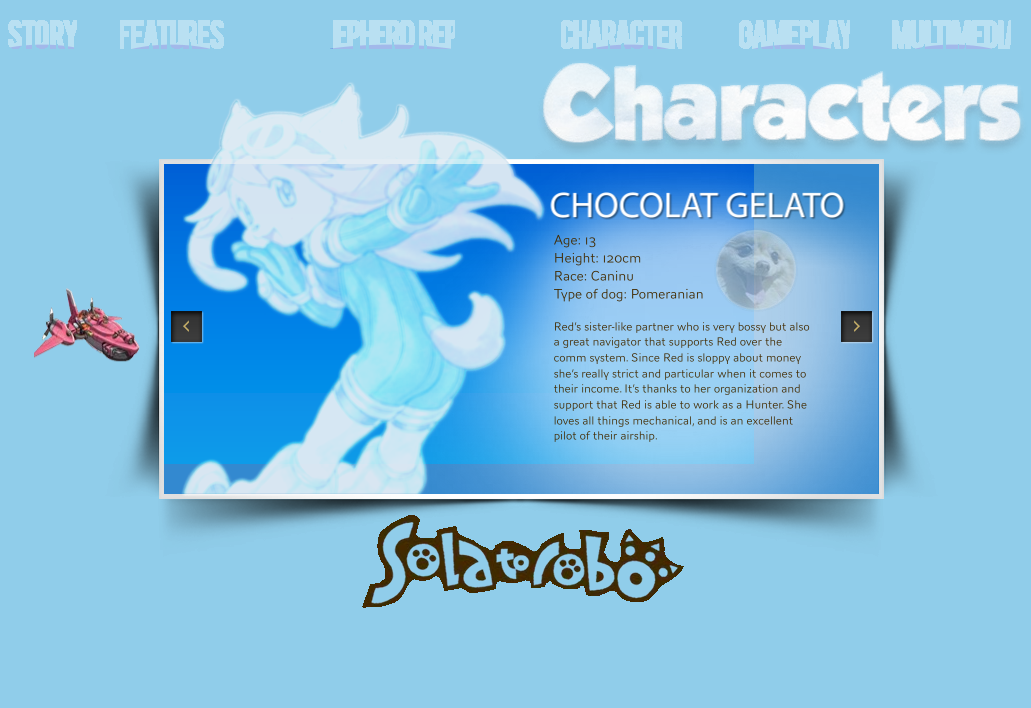 STORY FEATURES EPHERD REP CHARACTER GAMEPLAY MULTIMEDIA
Characters
CHOCOLAT GELATO
Age: 13
Height: 120cm
Race: Caninu
Type of dog: Pomeranian
Red's sister-like partner who is very bossy but also
a great navigator that supports Red over the
comm system. Since Red is sloppy about money
she's really strict and particular when it comes to
their income. It's thanks to her organization and
support that Red is able to work as a Hunter. She
loves all things mechanical, and is an excellent
pilot of their airship.
Solatorobo